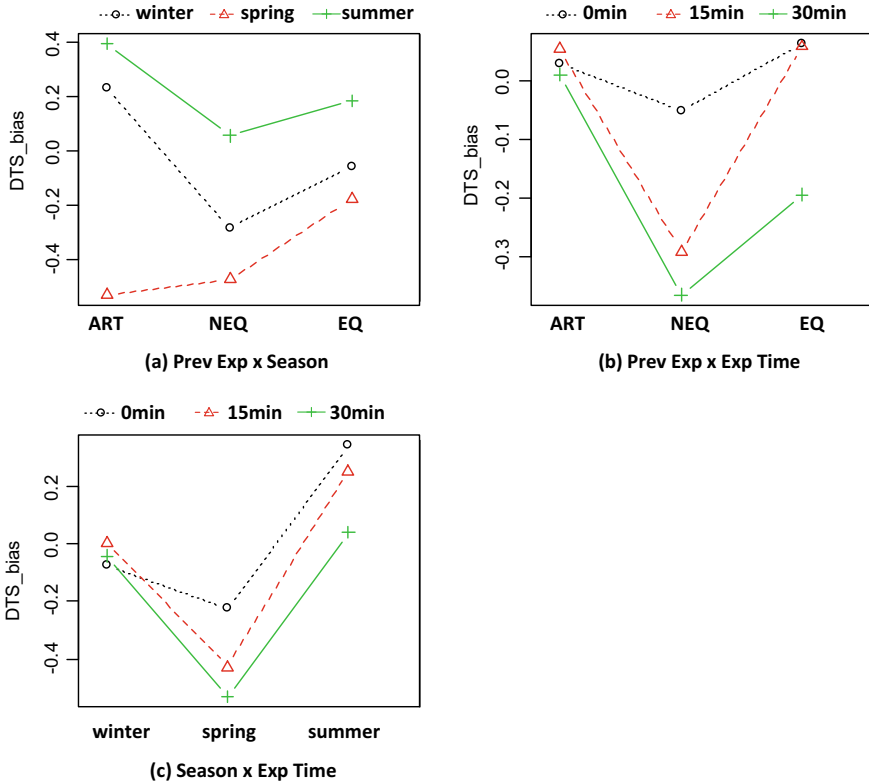 winter spring summer
0.4
0.2
0.0
-0.2
-0.4
DTS_bias
ART NEQ EQ
(a) Prev Exp x Season
0min 15min 30min
0.0
-0.1
-0.2
-0.3
DTS_bias
ART NEQ EQ
(b) Prev Exp x Exp Time
0min 15min 30min
0.2
0.0
-0.2
-0.4
DTS_bias
winter spring summer
(c) Season x Exp Time